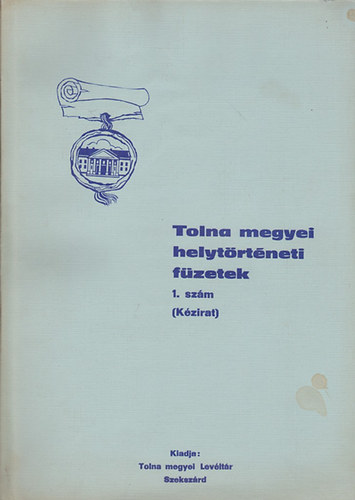 Tolna megyei
helytörténeti
füzetek
1. szám
(Kézirat)
Kiadja:
Tolna megyei Levéltár
Szekszárd